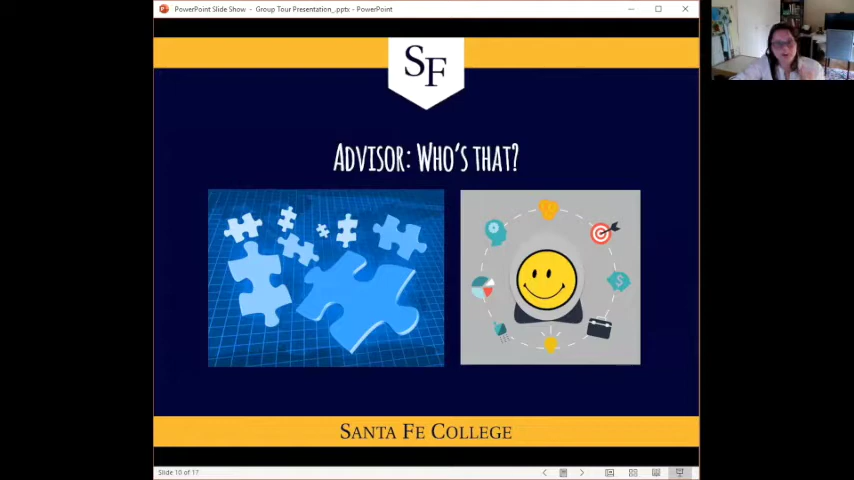 PowerPoint Slide Show - Group Tour Presentation_.pptx - PowerPoint
SF
ADVISOR: WHO'S THAT?
$
SANTA FE COLLEGE
Slide 10 of 17